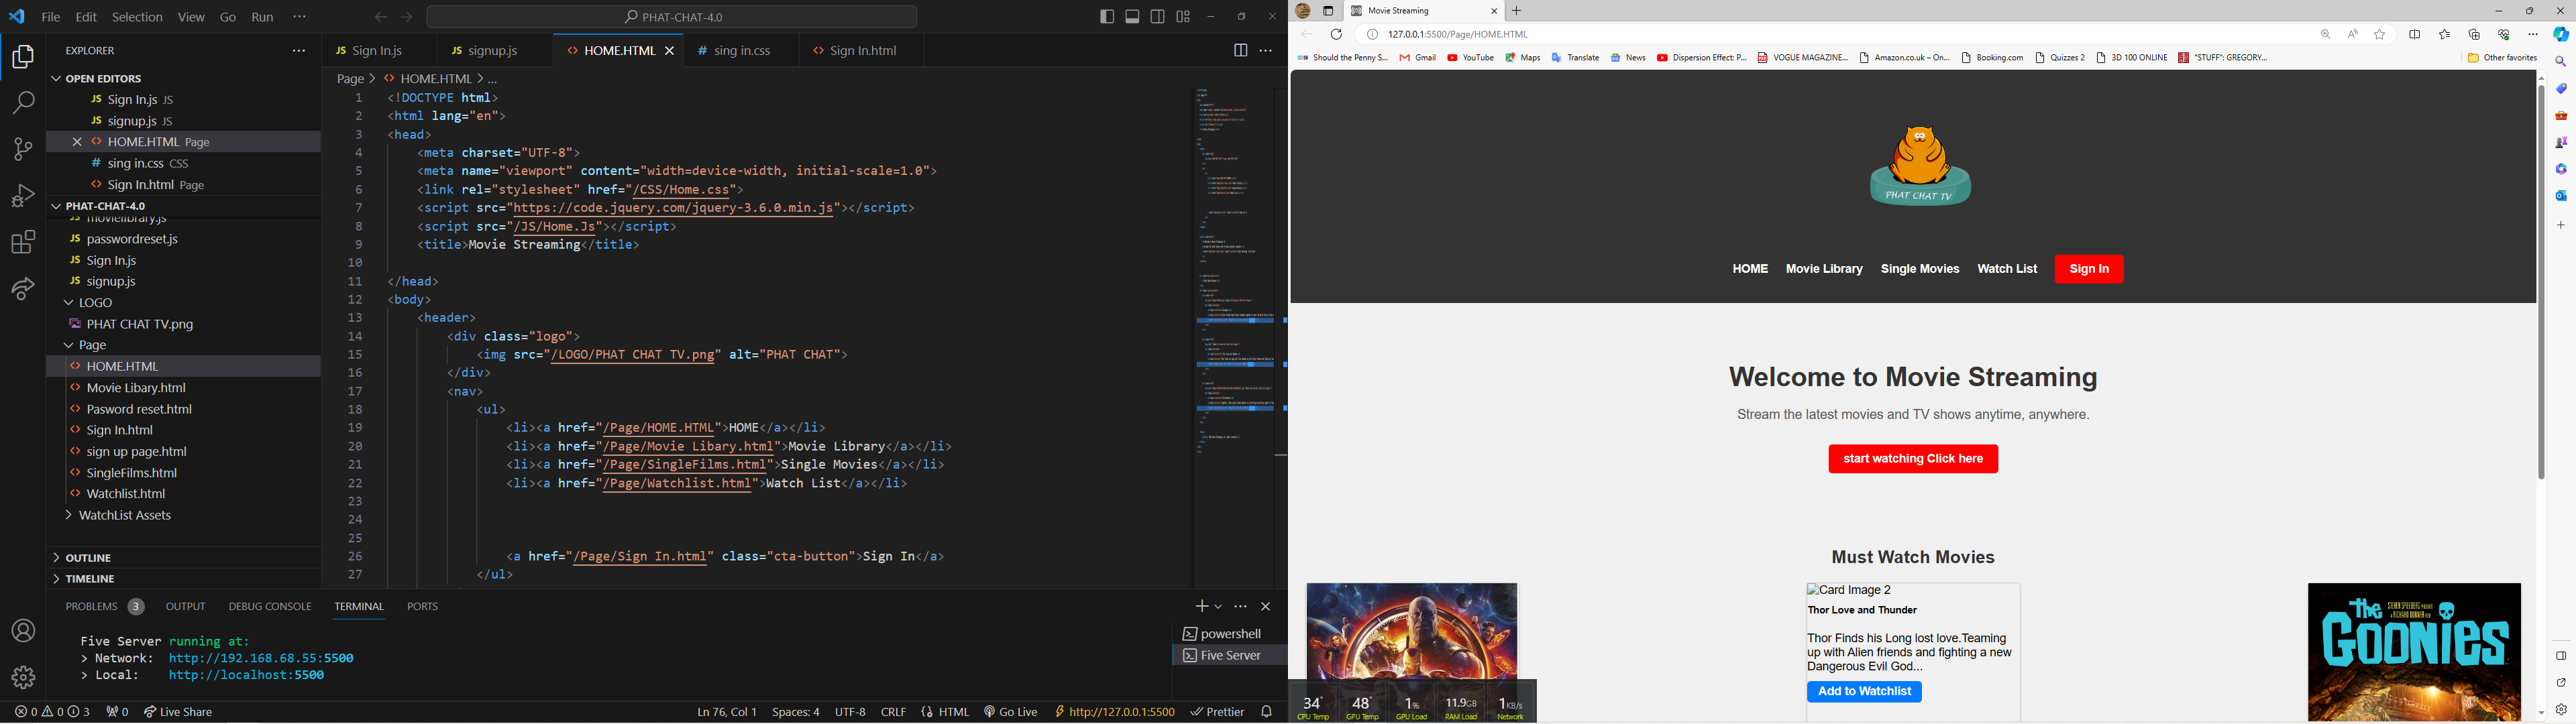 File Edit Selection View Go Run ··· PHAT-CHAT-4.0
EXPLORER ···
OPEN EDITORS
JS Sign In.js JS
JS signup.js JS
HOME.HTML Page
# sing in.css CSS
Sign In.html Page
PHAT-CHAT-4.0
JS movielibrary.js
JS passwordreset.js
JS Sign In.js
JS signup.js
LOGO
PHAT CHAT TV.png
Page
HOME.HTML
Movie Libary.html
Pasword reset.html
Sign In.html
sign up page.html
SingleFilms.html
Watchlist.html
WatchList Assets
OUTLINE
TIMELINE
JS Sign In.js JS signup.js HOME.HTML # sing in.css Sign In.html
Page > HOME.HTML > ...
1 <!DOCTYPE html>
2 <html lang="en">
3 <head>
4 <meta charset="UTF-8">
5 <meta name="viewport" content="width=device-width, initial-scale=1.0">
6 <link rel="stylesheet" href="/CSS/Home.css">
7 <script src="https://code.jquery.com/jquery-3.6.0.min.js"></script>
8 <script src="/JS/Home.Js"></script>
9 <title>Movie Streaming</title>
10
11 </head>
12 <body>
13 <header>
14 <div class="logo">
15 <img src="/LOGO/PHAT CHAT TV.png" alt="PHAT CHAT">
16 </div>
17 <nav>
18 <ul>
19 <li><a href="/Page/HOME.HTML">HOME</a></li>
20 <li><a href="/Page/Movie Libary.html">Movie Library</a></li>
21 <li><a href="/Page/SingleFilms.html">Single Movies</a></li>
22 <li><a href="/Page/Watchlist.html">Watch List</a></li>
23
24
25
26 <a href="/Page/Sign In.html" class="cta-button">Sign In</a>
27 </ul>
PROBLEMS 3 OUTPUT DEBUG CONSOLE TERMINAL PORTS
Five Server running at:
> Network: http://192.168.68.55:5500
> Local: http://localhost:5500
powershell
Five Server
0 0 3 0 Live Share Ln 76, Col 1 Spaces: 4 UTF-8 CRLF HTML Go Live http://127.0.0.1:5500 Prettier
Movie Streaming
127.0.0.1:5500/Page/HOME.HTML
Should the Penny S... Gmail YouTube Maps Translate News Dispersion Effect: P... VOGUE MAGAZINE... Amazon.co.uk – On... Booking.com Quizzes 2 3D 100 ONLINE "STUFF": GREGORY... Other favorites
PHAT CHAT TV
HOME Movie Library Single Movies Watch List Sign In
Welcome to Movie Streaming
Stream the latest movies and TV shows anytime, anywhere.
start watching Click here
Must Watch Movies
Card Image 2
Thor Love and Thunder
Thor Finds his Long lost love.Teaming
up with Alien friends and fighting a new
Dangerous Evil God...
Add to Watchlist
STEVEN SPIELBERG PRESENTS
A RICHARD DONNER FILM
the
GOONIES
34° 48° 1% 11.9GB 1KB/s
CPU Temp GPU Temp GPU Load RAM Load Network